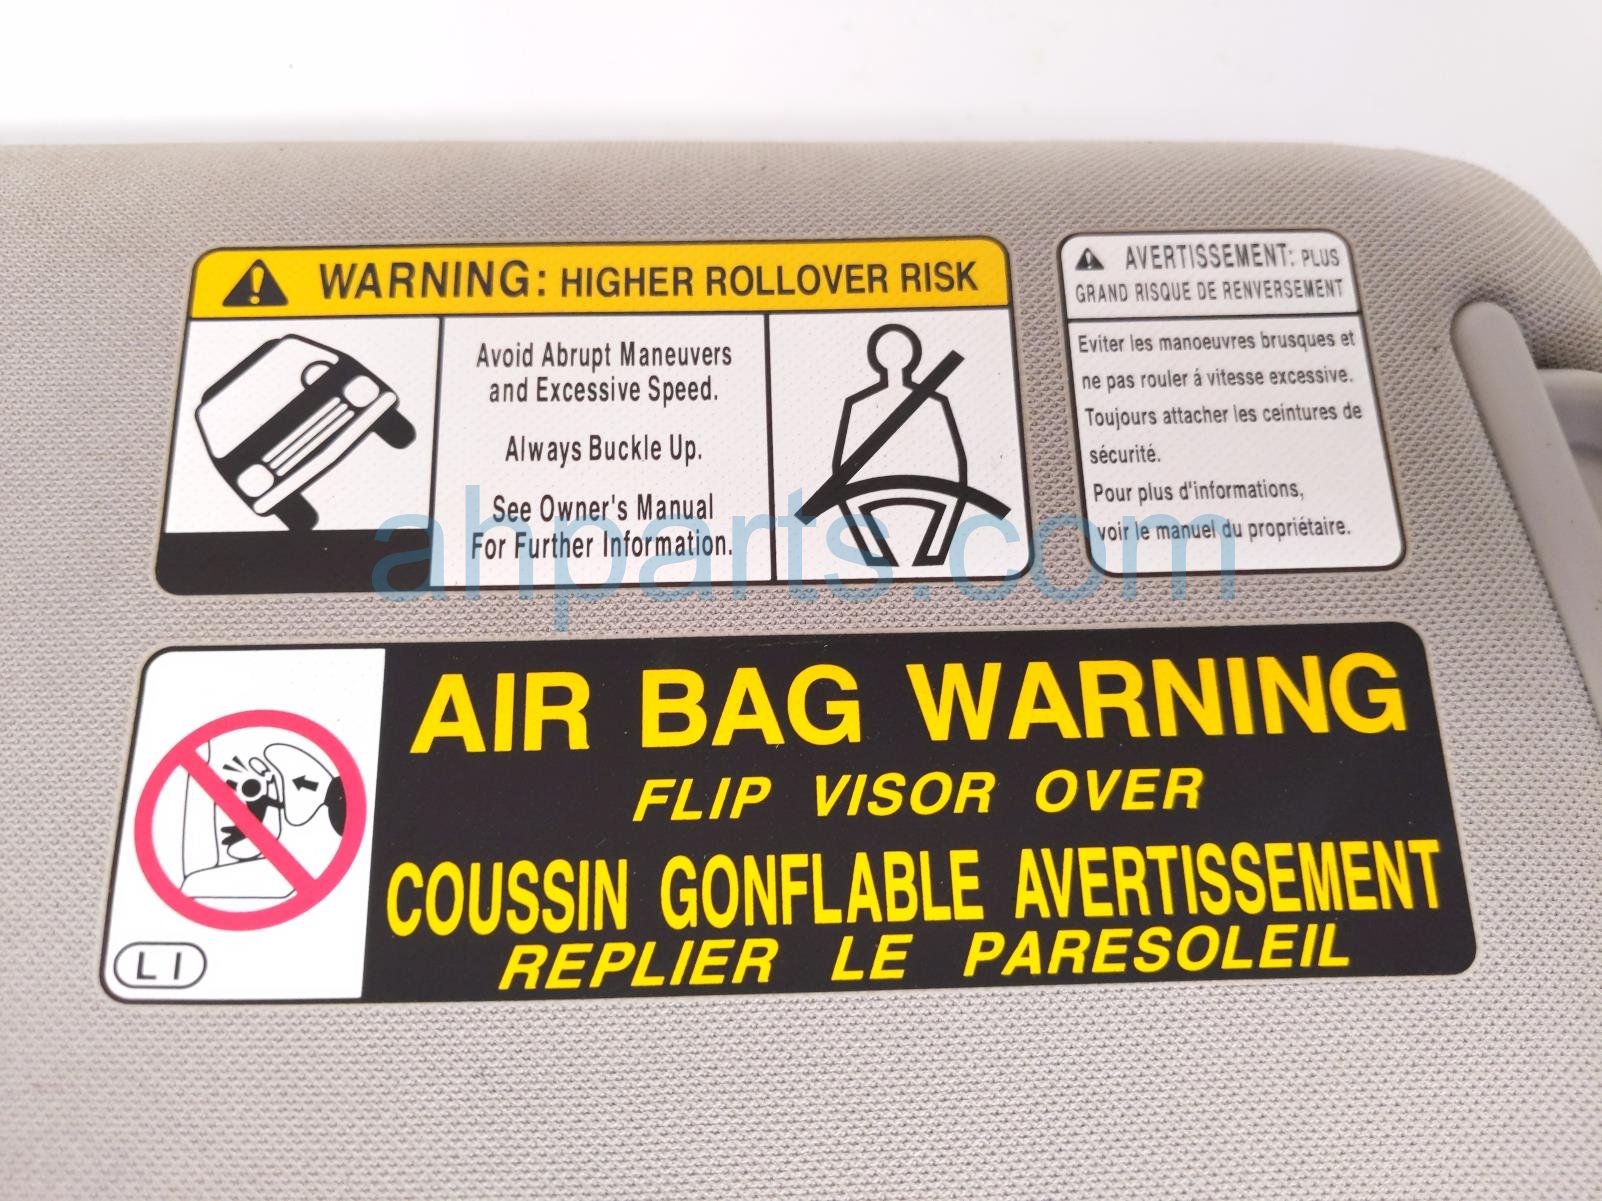 WARNING: HIGHER ROLLOVER RISK
Avoid Abrupt Maneuvers
and Excessive Speed.
Always Buckle Up.
See Owner's Manual
For Further Information.
AVERTISSEMENT: PLUS
GRAND RISQUE DE RENVERSEMENT
Eviter les manoeuvres brusques et
ne pas rouler á vitesse excessive.
Toujours attacher les ceintures de
sécurité.
Pour plus d'informations,
voir le manuel du propriétaire.
ahparts.com
AIR BAG WARNING
FLIP VISOR OVER
COUSSIN GONFLABLE AVERTISSEMENT
REPLIER LE PARESOLEIL
LI